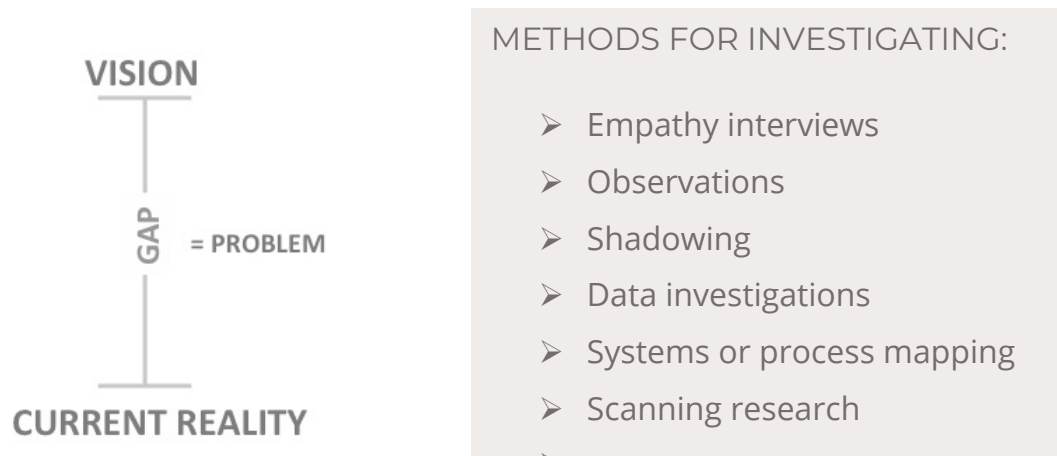 VISION
GAP
= PROBLEM
CURRENT REALITY
METHODS FOR INVESTIGATING:
➢ Empathy interviews
➢ Observations
➢ Shadowing
➢ Data investigations
➢ Systems or process mapping
➢ Scanning research